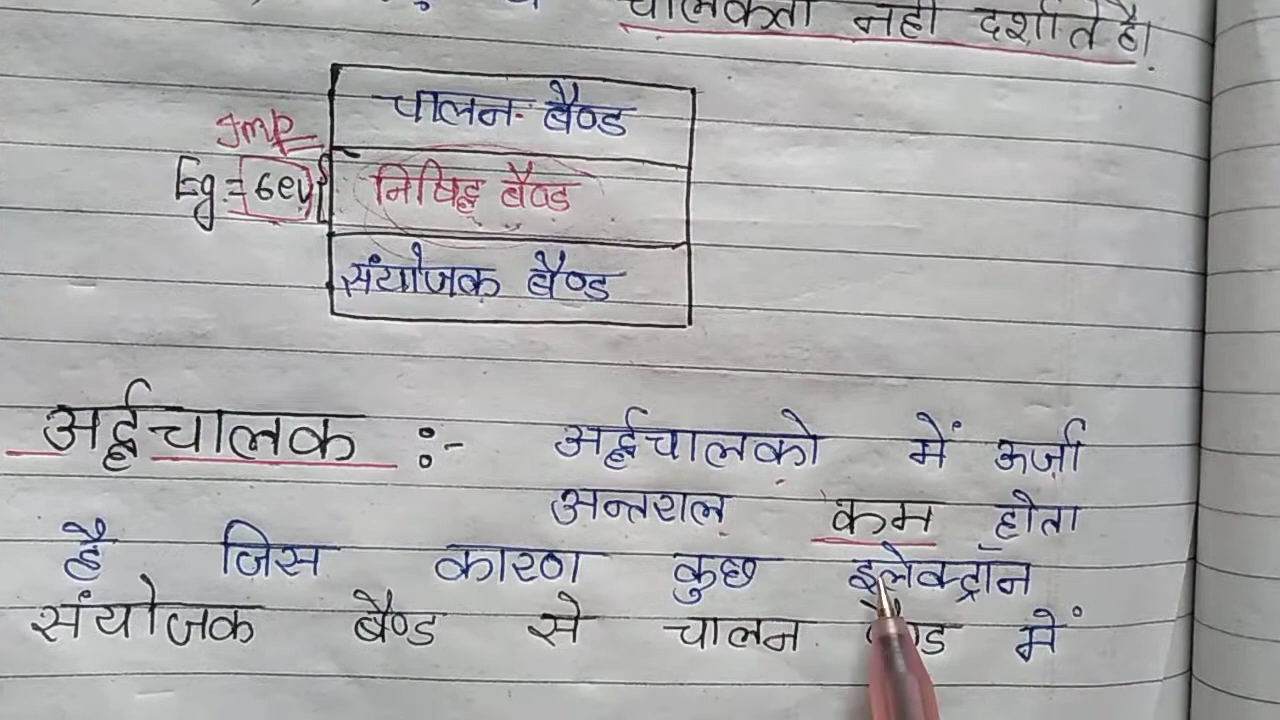 चालकता नही दर्शाते है।
चालन- बैण्ड
Imp
Eg = 6ev
निषिद्ध बैण्ड
संयोजक बैण्ड
अर्द्धचालक :- अर्द्धचालको में ऊर्जा
अन्तराल कम होता
है जिस कारण कुछ इलेक्ट्रॉन
संयोजक बैण्ड से चालन में